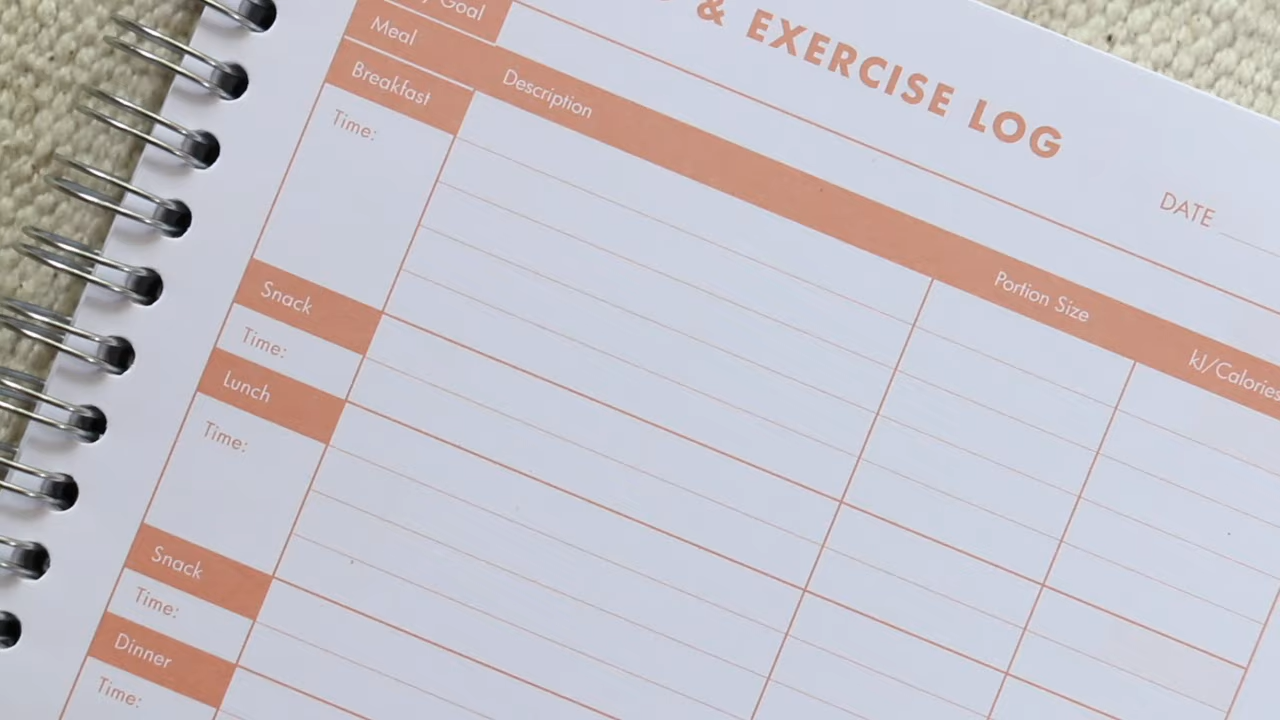 & EXERCISE LOG
DATE
Goal
Meal Description Portion Size kJ/Calories
Breakfast
Time:
Snack
Time:
Lunch
Time:
Snack
Time:
Dinner
Time: